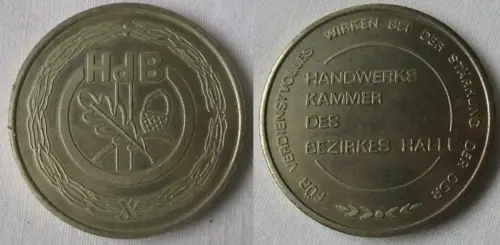 HdB
FÜR VERDIENSTVOLLES WIRKEN BEI DER STÄRKUNG DER DDR
HANDWERKS
KAMMER
DES
BEZIRKES HALLE